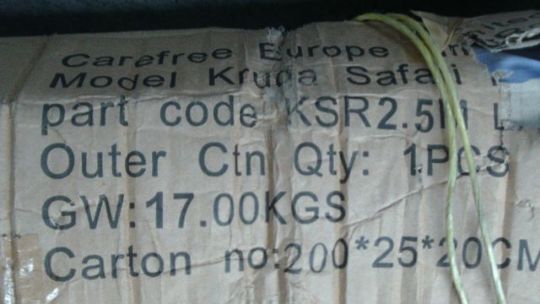 Carefree Europe
Model Kruga Safari
part code KSR2.5M
Outer Ctn Qty: 1PCS
GW:17.00KGS
Carton no:200*25*20CM